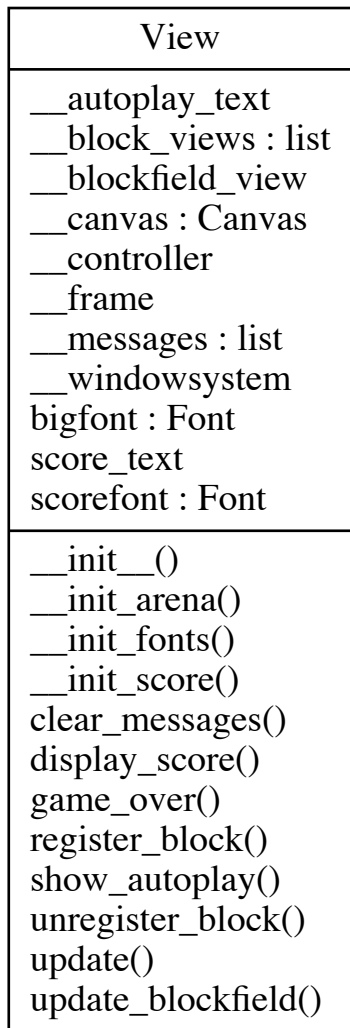 View
__autoplay_text
__block_views : list
__blockfield_view
__canvas : Canvas
__controller
__frame
__messages : list
__windowsystem
bigfont : Font
score_text
scorefont : Font
__init__()
__init_arena()
__init_fonts()
__init_score()
clear_messages()
display_score()
game_over()
register_block()
show_autoplay()
unregister_block()
update()
update_blockfield()